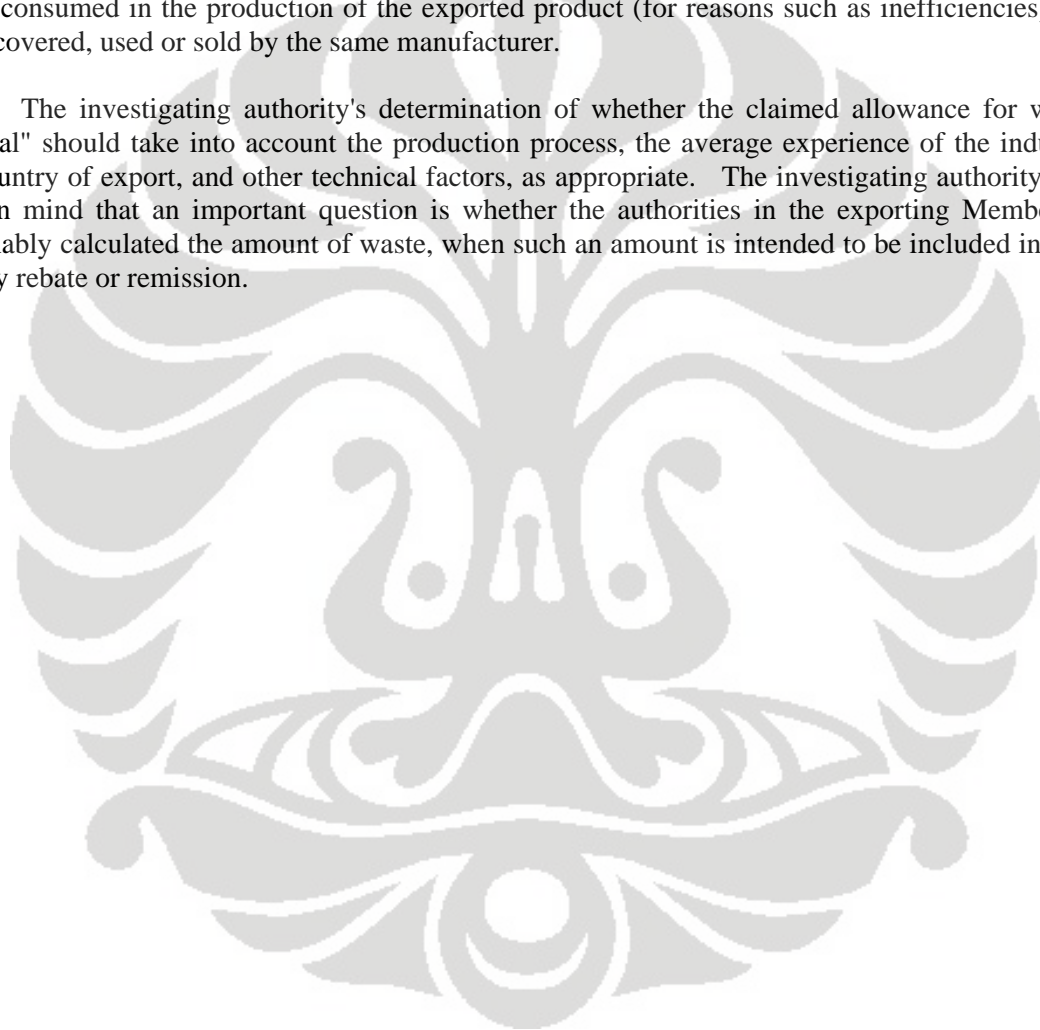 consumed in the production of the exported product (for reasons such as inefficiencies,
covered, used or sold by the same manufacturer.
The investigating authority's determination of whether the claimed allowance for w
al" should take into account the production process, the average experience of the indu
untry of export, and other technical factors, as appropriate. The investigating authority
n mind that an important question is whether the authorities in the exporting Membe
nably calculated the amount of waste, when such an amount is intended to be included in
y rebate or remission.